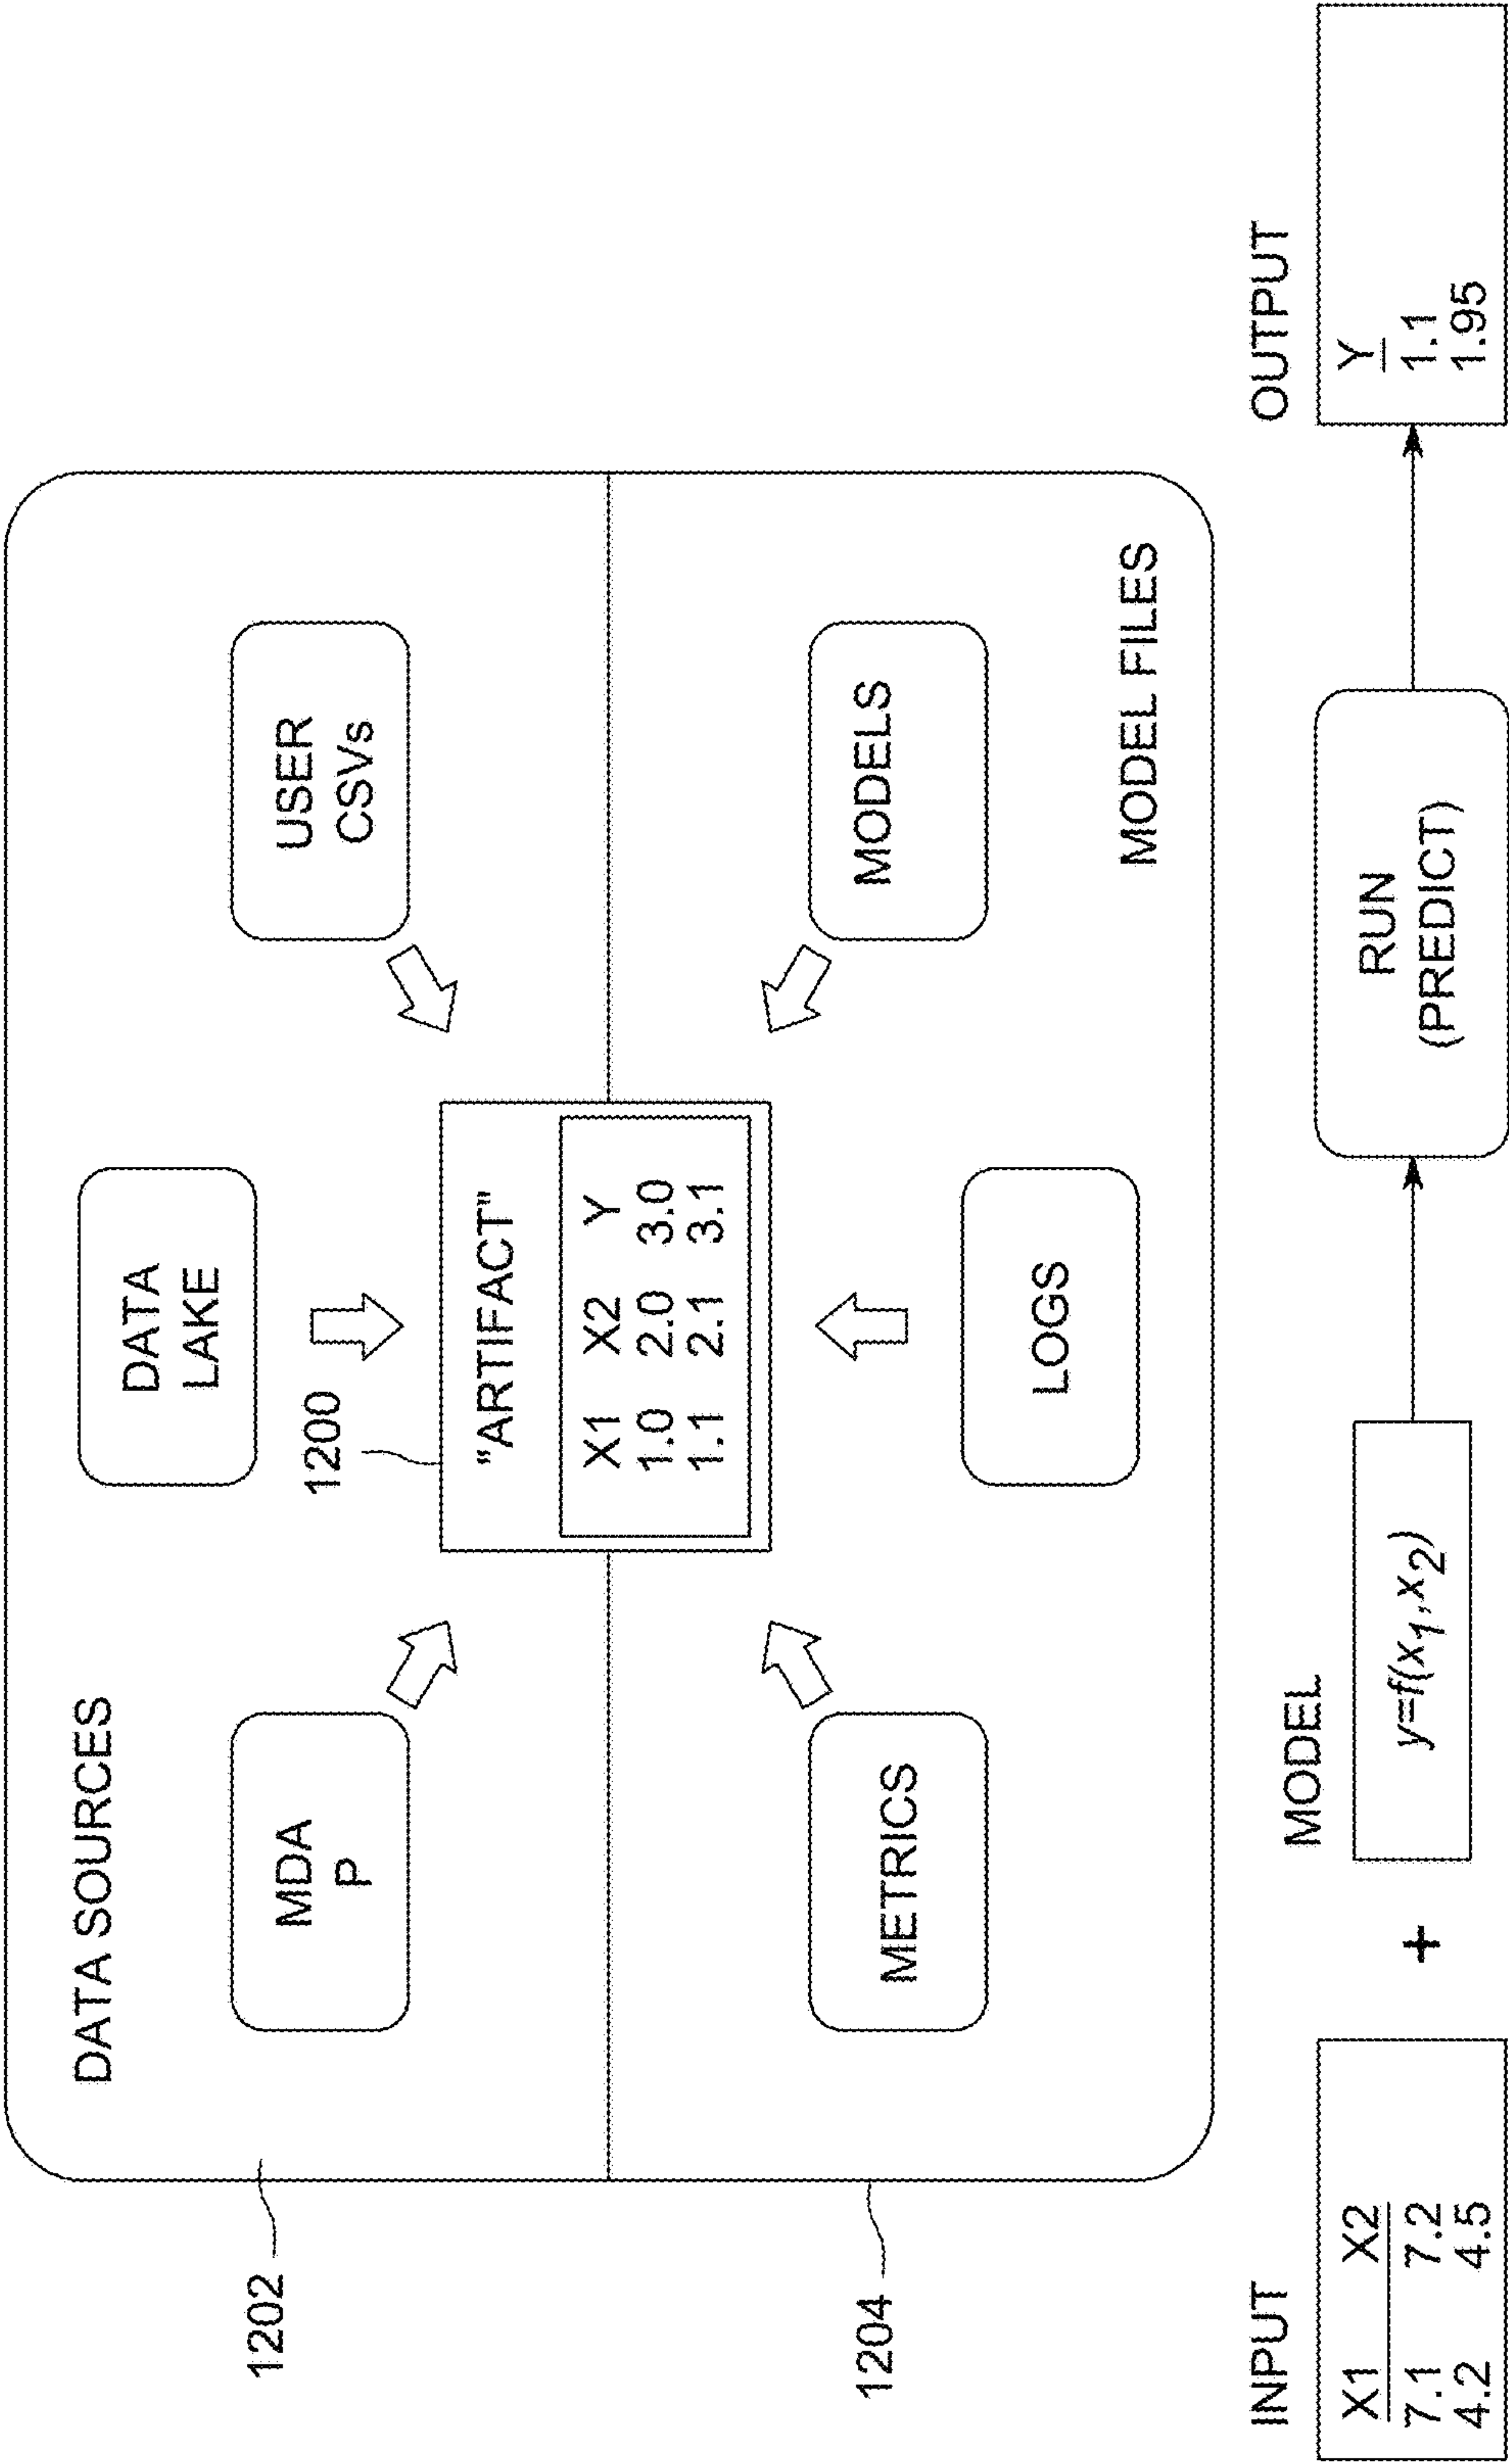 DATA SOURCES
1202
MDA
P
DATA
LAKE
USER
CSVs
1200
"ARTIFACT"
X1 X2 Y
1.0 2.0 3.0
1.1 2.1 3.1
1204
METRICS
LOGS
MODELS
MODEL FILES
INPUT
X1 X2
7.1 7.2
4.2 4.5
+
MODEL
y=f(x1,x2)
RUN
(PREDICT)
OUTPUT
Y
1.1
1.95